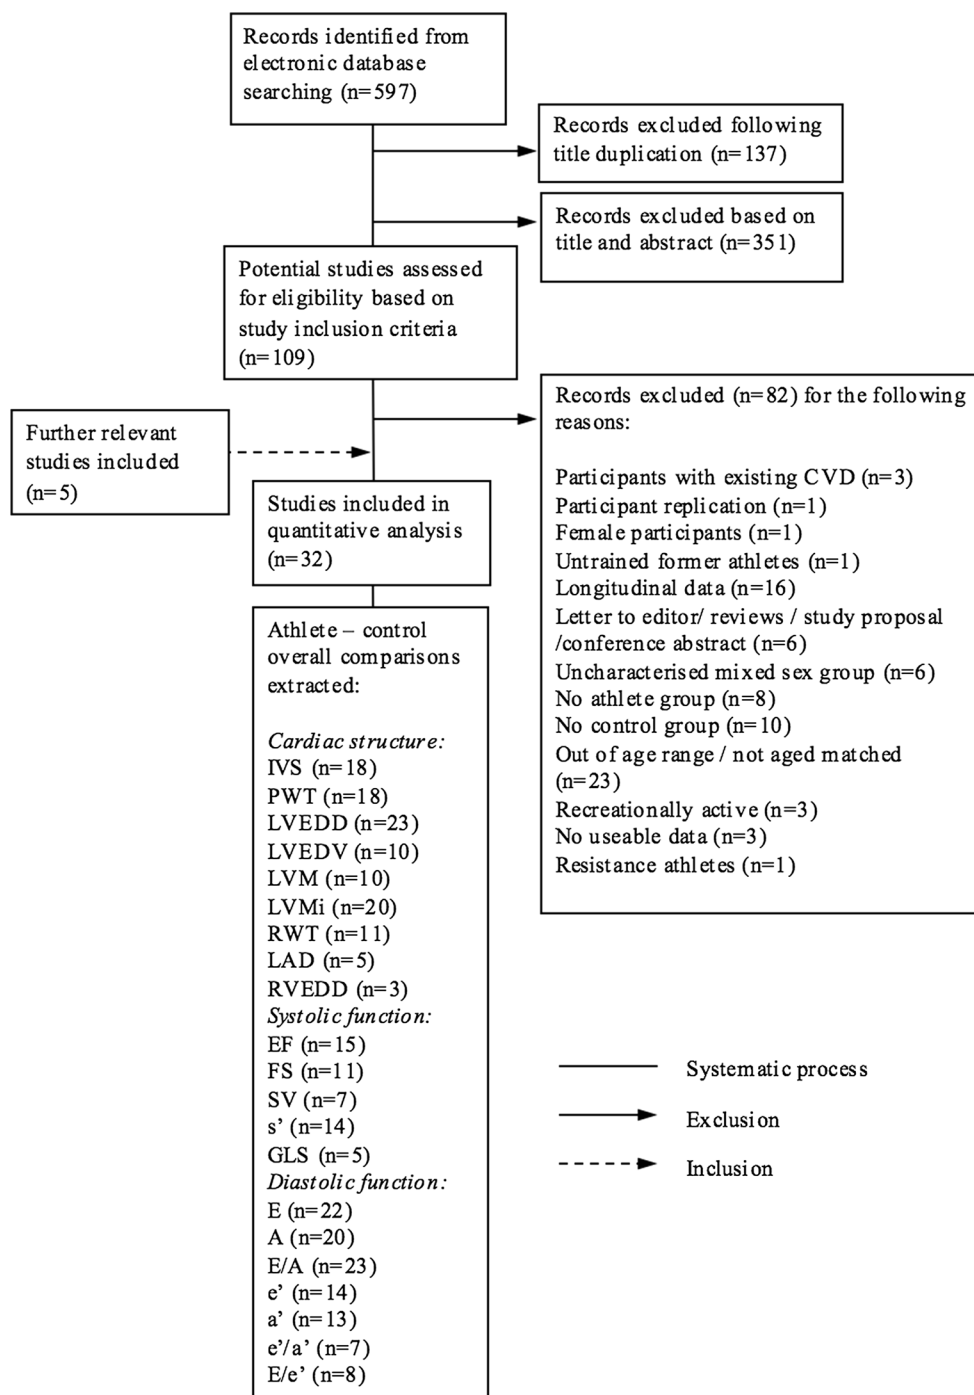 Records identified from
electronic database
searching (n=597)
Records excluded following
title duplication (n=137)
Records excluded based on
title and abstract (n=351)
Potential studies assessed
for eligibility based on
study inclusion criteria
(n=109)
Records excluded (n=82) for the following
reasons:
Participants with existing CVD (n=3)
Participant replication (n=1)
Female participants (n=1)
Untrained former athletes (n=1)
Longitudinal data (n=16)
Letter to editor/ reviews / study proposal
/conference abstract (n=6)
Uncharacterised mixed sex group (n=6)
No athlete group (n=8)
No control group (n=10)
Out of age range / not aged matched
(n=23)
Recreationally active (n=3)
No useable data (n=3)
Resistance athletes (n=1)
Further relevant
studies included
(n=5)
Studies included in
quantitative analysis
(n=32)
Athlete – control
overall comparisons
extracted:
Cardiac structure:
IVS (n=18)
PWT (n=18)
LVEDD (n=23)
LVEDV (n=10)
LVM (n=10)
LVMi (n=20)
RWT (n=11)
LAD (n=5)
RVEDD (n=3)
Systolic function:
EF (n=15)
FS (n=11)
SV (n=7)
s’ (n=14)
GLS (n=5)
Diastolic function:
E (n=22)
A (n=20)
E/A (n=23)
e’ (n=14)
a’ (n=13)
e’/a’ (n=7)
E/e’ (n=8)
Systematic process
Exclusion
Inclusion